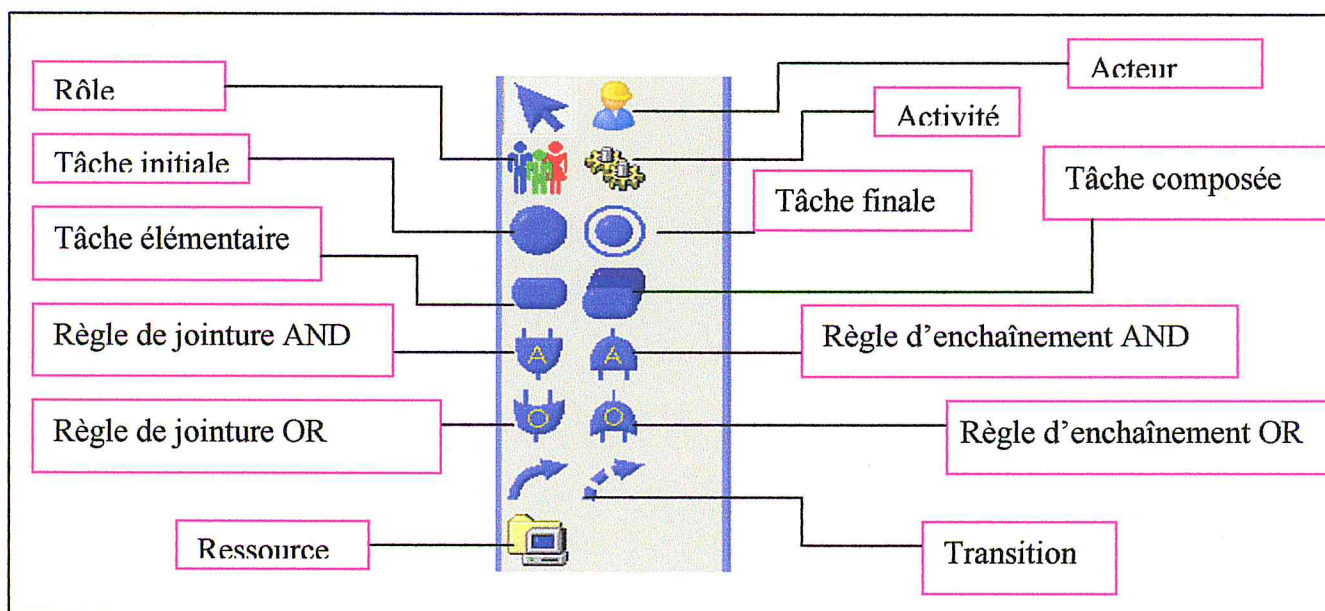 Acteur
Rôle
Activité
Tâche initiale
Tâche composée
Tâche finale
Tâche élémentaire
Règle de jointure AND
Règle d'enchaînement AND
A
A
Règle de jointure OR
Règle d'enchaînement OR
O
O
Ressource
Transition